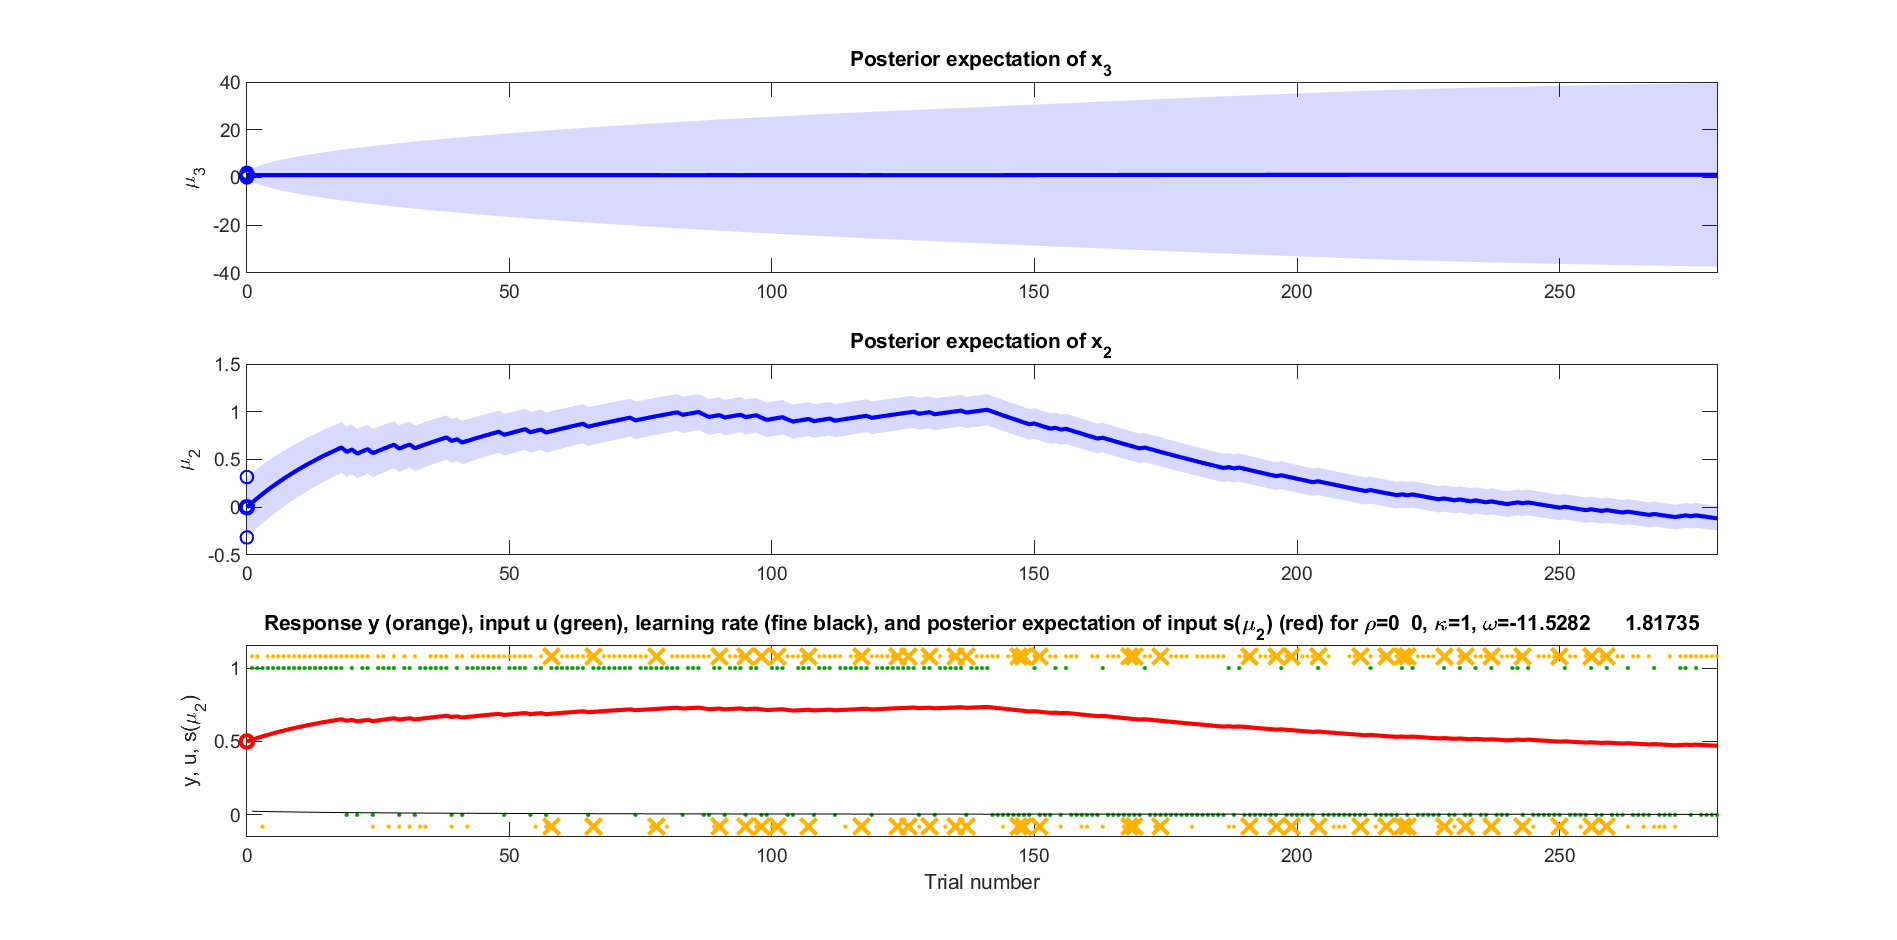 Posterior expectation of x3
μ3
40
20
0
-20
-40
0 50 100 150 200 250
Posterior expectation of x2
μ2
1.5
1
0.5
0
-0.5
0 50 100 150 200 250
Response y (orange), input u (green), learning rate (fine black), and posterior expectation of input s(μ2) (red) for ρ=0 0, κ=1, ω=-11.5282 1.81735
y, u, s(μ2)
1
0.5
0
0 50 100 150 200 250
Trial number